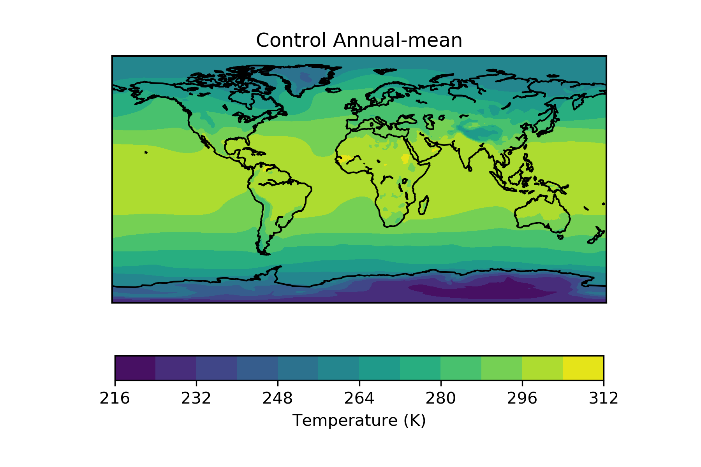 Control Annual-mean
216 232 248 264 280 296 312
Temperature (K)